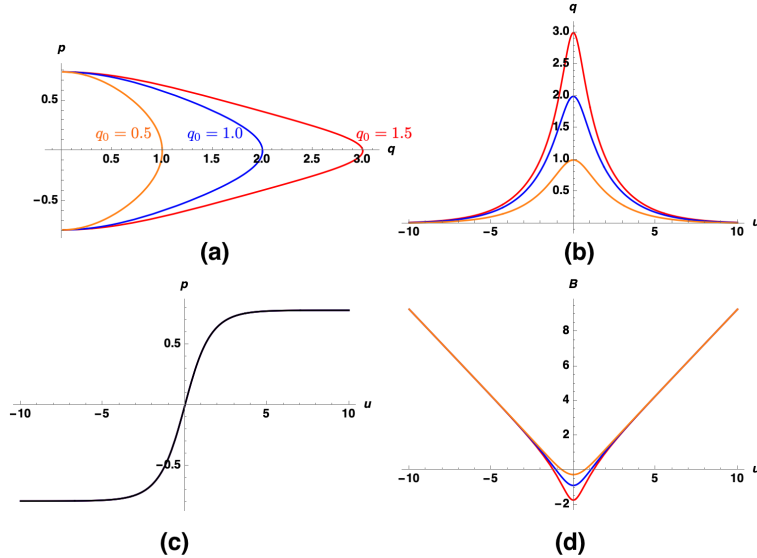 p
0.5
q₀ = 0.5
q₀ = 1.0
q₀ = 1.5
0.5 1.0 1.5 2.0 2.5 3.0 q
-0.5
(a)
q
3.0
2.5
2.0
1.5
1.0
0.5
-10 -5 5 10 u
(b)
p
0.5
-10 -5 5 10 u
-0.5
(c)
B
8
6
4
2
-10 -5 5 10 u
-2
(d)